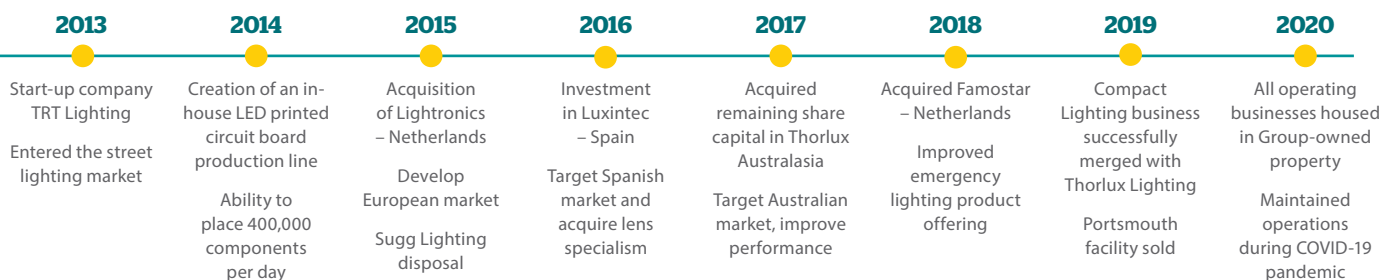 2013
Start-up company
TRT Lighting
Entered the street
lighting market
2014
Creation of an in-
house LED printed
circuit board
production line
Ability to
place 400,000
components
per day
2015
Acquisition
of Lightronics
– Netherlands
Develop
European market
Sugg Lighting
disposal
2016
Investment
in Luxintec
– Spain
Target Spanish
market and
acquire lens
specialism
2017
Acquired
remaining share
capital in Thorlux
Australasia
Target Australian
market, improve
performance
2018
Acquired Famostar
– Netherlands
Improved
emergency
lighting product
offering
2019
Compact
Lighting business
successfully
merged with
Thorlux Lighting
Portsmouth
facility sold
2020
All operating
businesses housed
in Group-owned
property
Maintained
operations
during COVID-19
pandemic